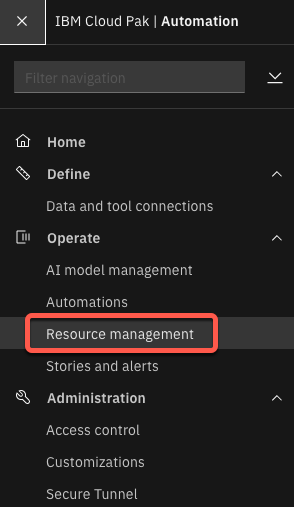 IBM Cloud Pak | Automation
Filter navigation
Home
Define
Data and tool connections
Operate
AI model management
Automations
Resource management
Stories and alerts
Administration
Access control
Customizations
Secure Tunnel